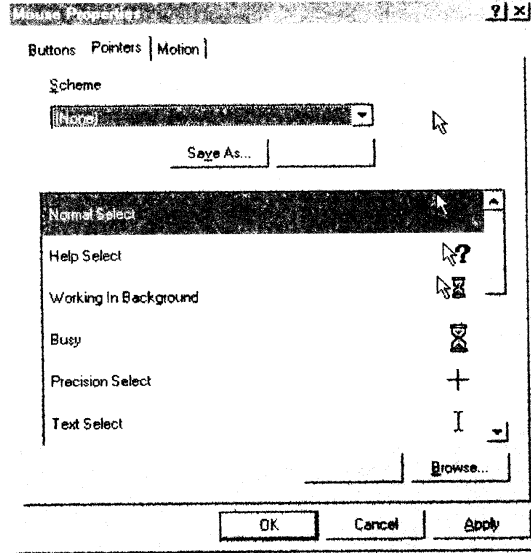 Mouse Properties
Buttons Pointers Motion
Scheme
(None)
Save As...
Normal Select
Help Select
Working In Background
Busy
Precision Select
Text Select
Browse...
OK Cancel Apply